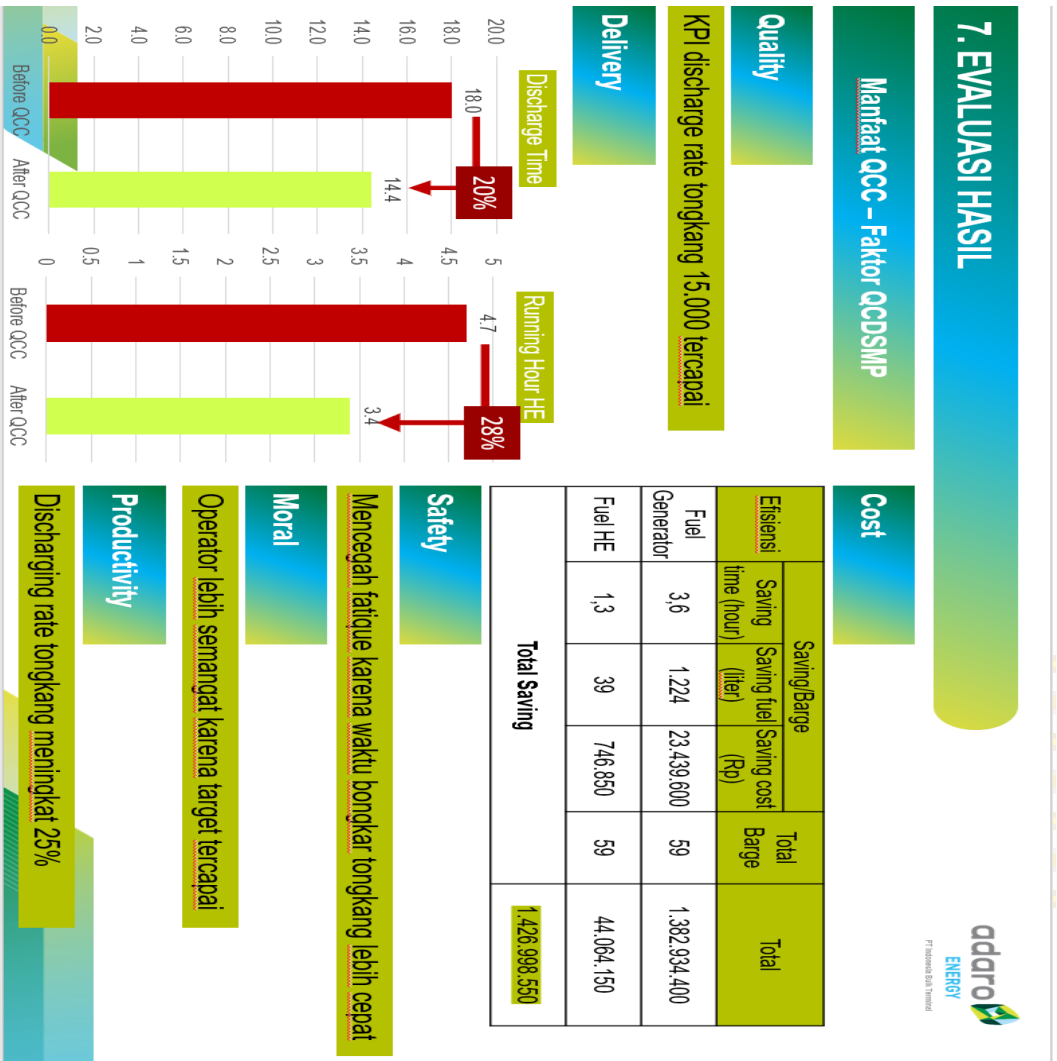 7. EVALUASI HASIL
adaro
ENERGY
PT Indonesia Bulk Terminal
Manfaat QCC – Faktor QCDSMP
Quality
KPI discharge rate tongkang 15.000 tercapai
Delivery
Discharge Time
20.0
18.0
16.0
14.0
12.0
10.0
8.0
6.0
4.0
2.0
0.0
18.0
20%
14.4
Before QCC
After QCC
Running Hour HE
5
4.5
4
3.5
3
2.5
2
1.5
1
0.5
0
4.7
28%
3.4
Before QCC
After QCC
Cost
Efisiensi
Saving/Barge
Total Barge
Total
Saving time (hour)
Saving fuel (liter)
Saving cost (Rp)
Fuel Generator
3,6
1.224
23.439.600
59
1.382.934.400
Fuel HE
1,3
39
746.850
59
44.064.150
Total Saving
1.426.998.550
Safety
Mencegah fatique karena waktu bongkar tongkang lebih cepat
Moral
Operator lebih semangat karena target tercapai
Productivity
Discharging rate tongkang meningkat 25%